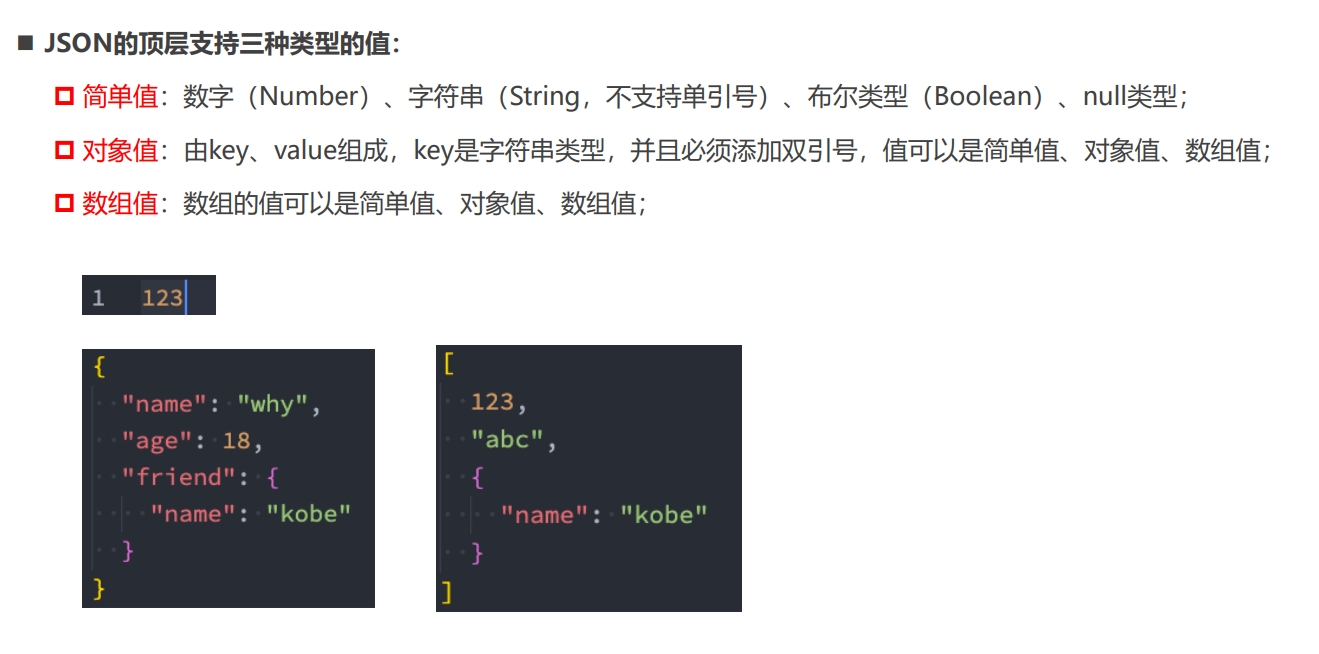 ■ JSON的顶层支持三种类型的值：
简单值：数字（Number）、字符串（String，不支持单引号）、布尔类型（Boolean）、null类型；
对象值：由key、value组成，key是字符串类型，并且必须添加双引号，值可以是简单值、对象值、数组值；
数组值：数组的值可以是简单值、对象值、数组值；
1 123
{
"name": "why",
"age": 18,
"friend": {
"name": "kobe"
}
}
[
123,
"abc",
{
"name": "kobe"
}
]